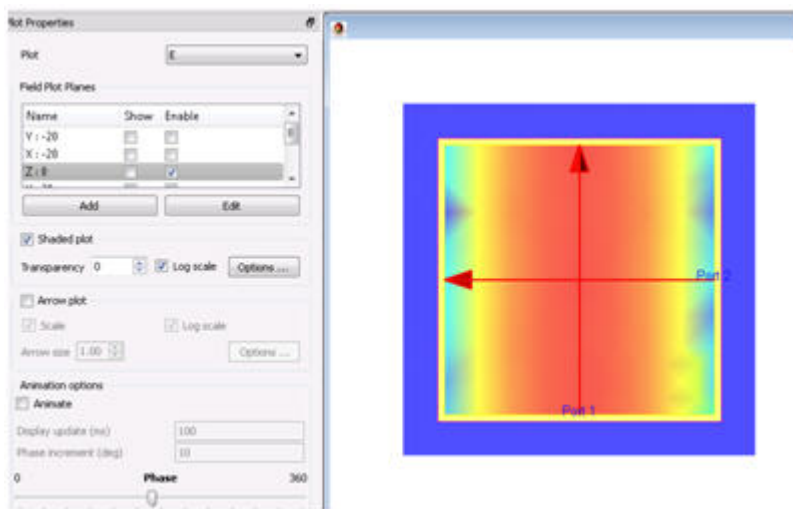 Plot Properties
Plot E
Field Plot Planes
Name Show Enable
Y : -20
X : -20
Z : 0
Add Edit
Shaded plot
Transparency 0 Log scale Options ...
Arrow plot
Scale Log scale
Arrow size 1.00 Options ...
Animation options
Animate
Display update (ms) 100
Phase increment (deg) 10
0 Phase 360
Port 2
Port 1